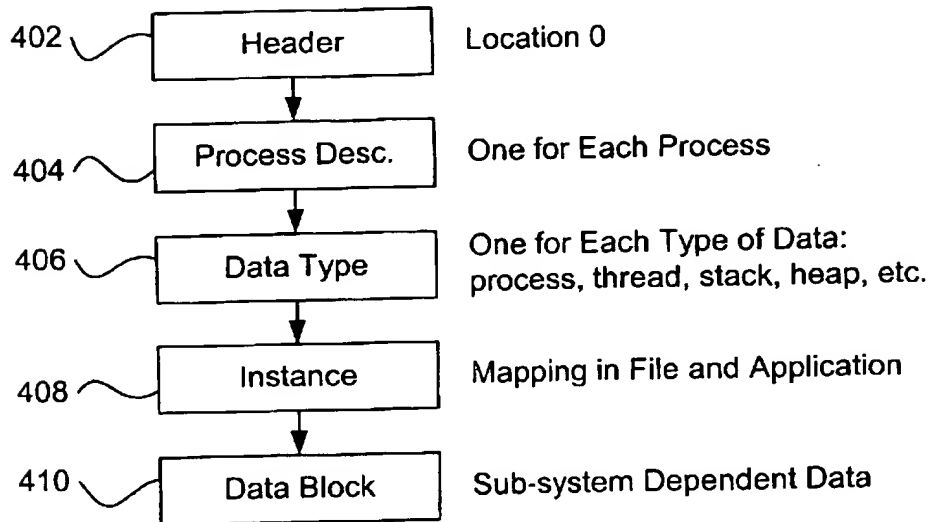 402 Header Location 0
404 Process Desc. One for Each Process
406 Data Type One for Each Type of Data:
process, thread, stack, heap, etc.
408 Instance Mapping in File and Application
410 Data Block Sub-system Dependent Data